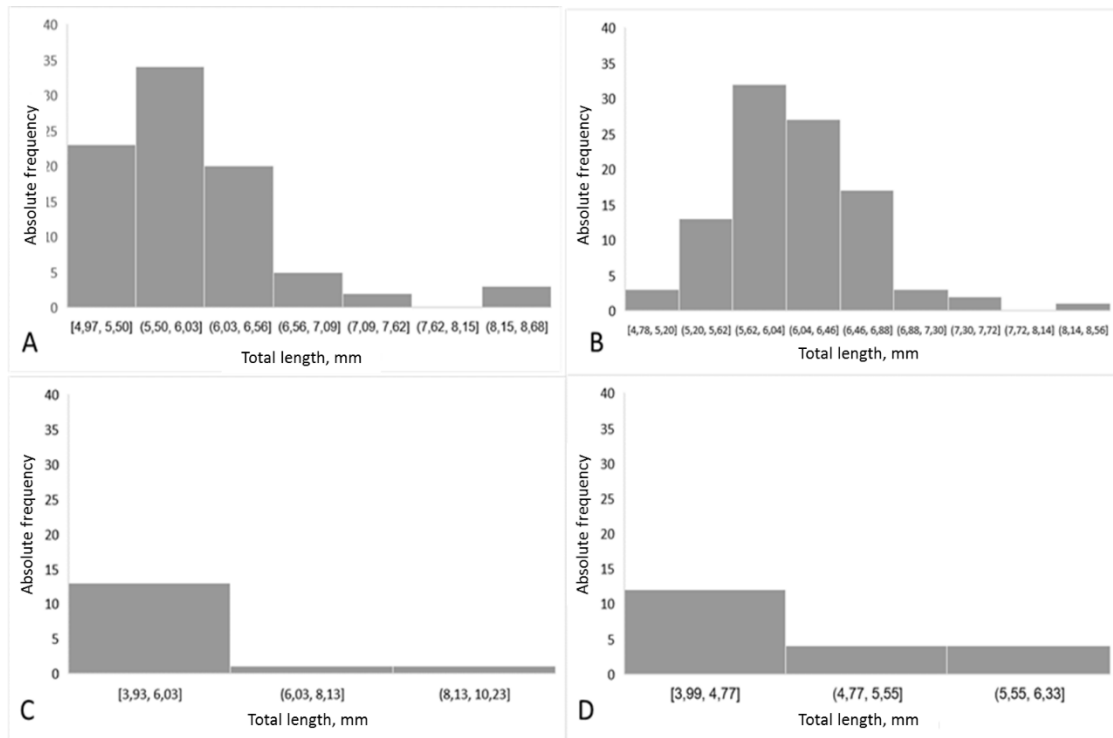 40
35
30
25
20
15
10
5
0
Absolute frequency
[4,97, 5,50] (5,50, 6,03] (6,03, 6,56] (6,56, 7,09] (7,09, 7,62] (7,62, 8,15] (8,15, 8,68]
A
Total length, mm
40
35
30
25
20
15
10
5
0
Absolute frequency
[4,78, 5,20] (5,20, 5,62] (5,62, 6,04] (6,04, 6,46] (6,46, 6,88] (6,88, 7,30] (7,30, 7,72] (7,72, 8,14] (8,14, 8,56]
B
Total length, mm
40
35
30
25
20
15
10
5
0
Absolute frequency
[3,93, 6,03] (6,03, 8,13] (8,13, 10,23]
C
Total length, mm
40
35
30
25
20
15
10
5
0
Absolute frequency
[3,99, 4,77] (4,77, 5,55] (5,55, 6,33]
D
Total length, mm